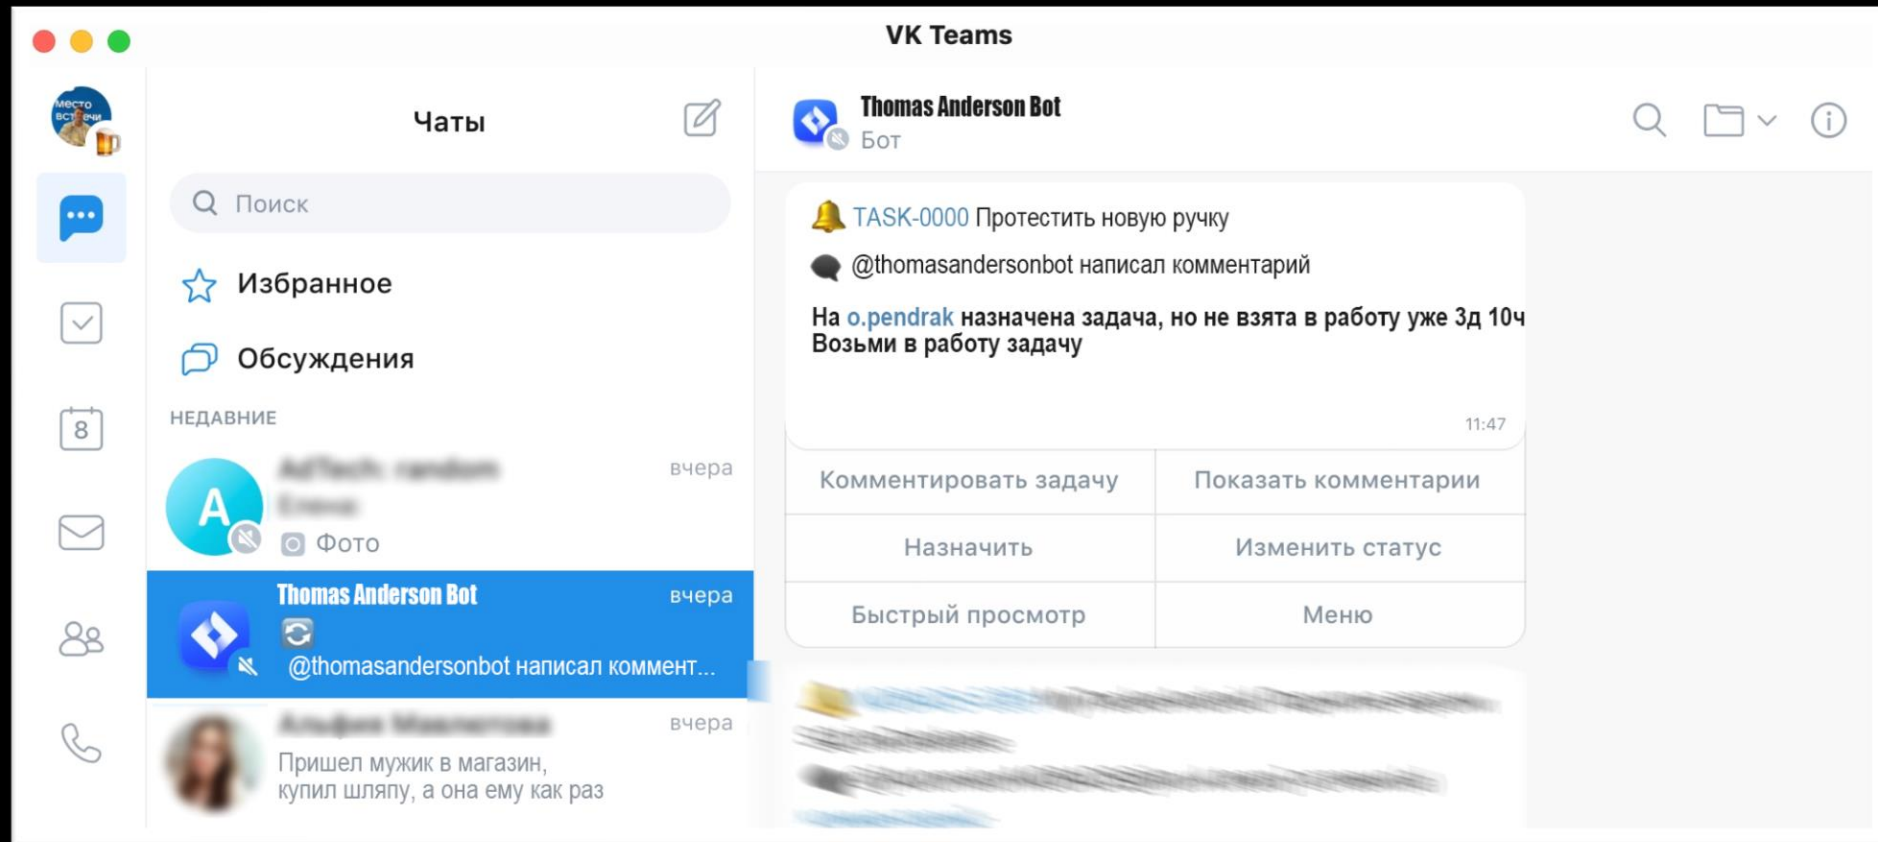 VK Teams
место
Чаты
Поиск
Избранное
Обсуждения
НЕДАВНИЕ
вчера
A
Фото
Thomas Anderson Bot
вчера
@thomasandersonbot написал коммент...
вчера
Пришел мужик в магазин,
купил шляпу, а она ему как раз
8
Thomas Anderson Bot
Бот
TASK-0000 Протестить новую ручку
@thomasandersonbot написал комментарий
На o.pendrak назначена задача, но не взята в работу уже 3д 10ч
Возьми в работу задачу
11:47
Комментировать задачу
Показать комментарии
Назначить
Изменить статус
Быстрый просмотр
Меню